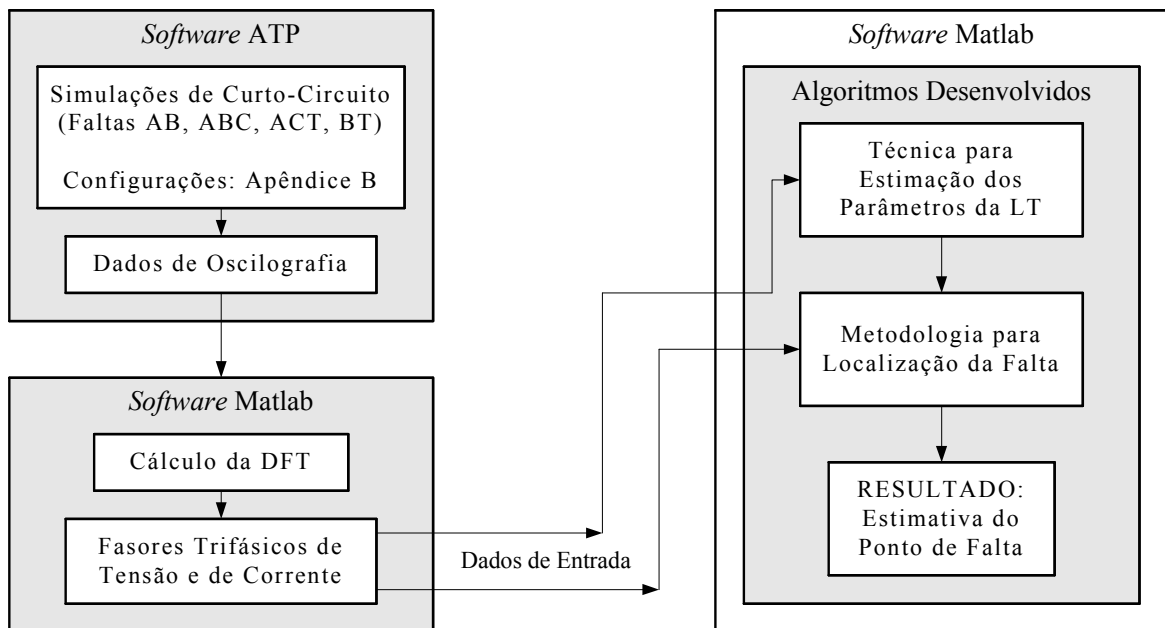 Software ATP
Simulações de Curto-Circuito
(Faltas AB, ABC, ACT, BT)
Configurações: Apêndice B
Dados de Oscilografia
Software Matlab
Cálculo da DFT
Fasores Trifásicos de
Tensão e de Corrente
Dados de Entrada
Software Matlab
Algoritmos Desenvolvidos
Técnica para
Estimação dos
Parâmetros da LT
Metodologia para
Localização da Falta
RESULTADO:
Estimativa do
Ponto de Falta